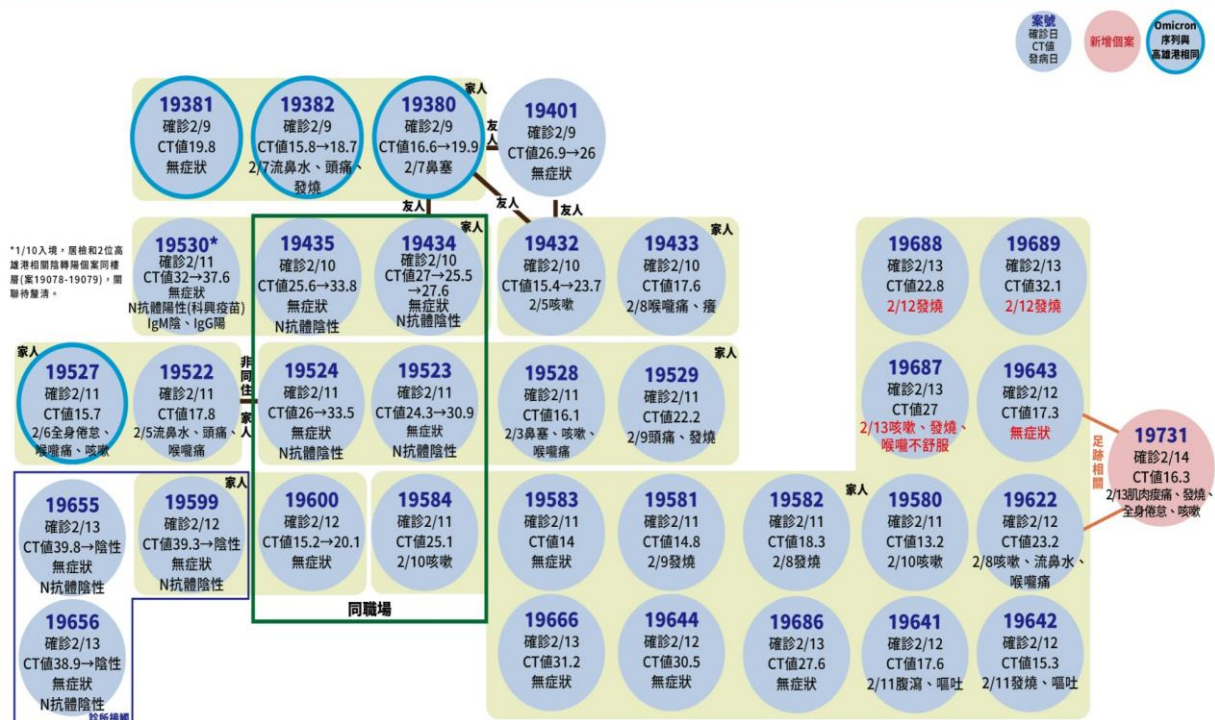 案號
確診日
CT值
發病日
新增個案
Omicron
序列與
高雄港相同
家人
19381
確診2/9
CT值19.8
無症狀
19382
確診2/9
CT值15.8→18.7
2/7流鼻水、頭痛、
發燒
19380
確診2/9
CT值16.6→19.9
2/7鼻塞
友人
19401
確診2/9
CT值26.9→26
無症狀
友人
友人
友人
*1/10入境，居檢和2位高
雄港相關陰轉陽個案同樓
層(案19078-19079)，關
聯待釐清。
19530*
確診2/11
CT值32→37.6
無症狀
N抗體陽性(科興疫苗)
IgM陰、IgG陽
19435
確診2/10
CT值25.6→33.8
無症狀
N抗體陰性
家人
19434
確診2/10
CT值27→25.5
→27.6
無症狀
N抗體陰性
19432
確診2/10
CT值15.4→23.7
2/5咳嗽
家人
19433
確診2/10
CT值17.6
2/8喉嚨痛、癢
19688
確診2/13
CT值22.8
2/12發燒
19689
確診2/13
CT值32.1
2/12發燒
家人
19527
確診2/11
CT值15.7
2/6全身倦怠、
喉嚨痛、咳嗽
19522
確診2/11
CT值17.8
2/5流鼻水、頭痛、
喉嚨痛
非同住
家人
19524
確診2/11
CT值26→33.5
無症狀
N抗體陰性
19523
確診2/11
CT值24.3→30.9
無症狀
N抗體陰性
19528
確診2/11
CT值16.1
2/3鼻塞、咳嗽、
喉嚨痛
家人
19529
確診2/11
CT值22.2
2/9頭痛、發燒
19687
確診2/13
CT值27
2/13咳嗽、發燒、
喉嚨不舒服
19643
確診2/12
CT值17.3
無症狀
足跡相關
19731
確診2/14
CT值16.3
2/13肌肉痠痛、發燒、
全身倦怠、咳嗽
19655
確診2/13
CT值39.8→陰性
無症狀
N抗體陰性
家人
19599
確診2/12
CT值39.3→陰性
無症狀
N抗體陰性
19600
確診2/12
CT值15.2→20.1
無症狀
19584
確診2/11
CT值25.1
2/10咳嗽
同職場
19583
確診2/11
CT值14
無症狀
19581
確診2/11
CT值14.8
2/9發燒
19582
確診2/11
CT值18.3
2/8發燒
家人
19580
確診2/11
CT值13.2
2/10咳嗽
19622
確診2/12
CT值23.2
2/8咳嗽、流鼻水、
喉嚨痛
19656
確診2/13
CT值38.9→陰性
無症狀
N抗體陰性
診所接觸
19666
確診2/13
CT值31.2
無症狀
19644
確診2/12
CT值30.5
無症狀
19686
確診2/13
CT值27.6
無症狀
19641
確診2/12
CT值17.6
2/11腹瀉、嘔吐
19642
確診2/12
CT值15.3
2/11發燒、嘔吐